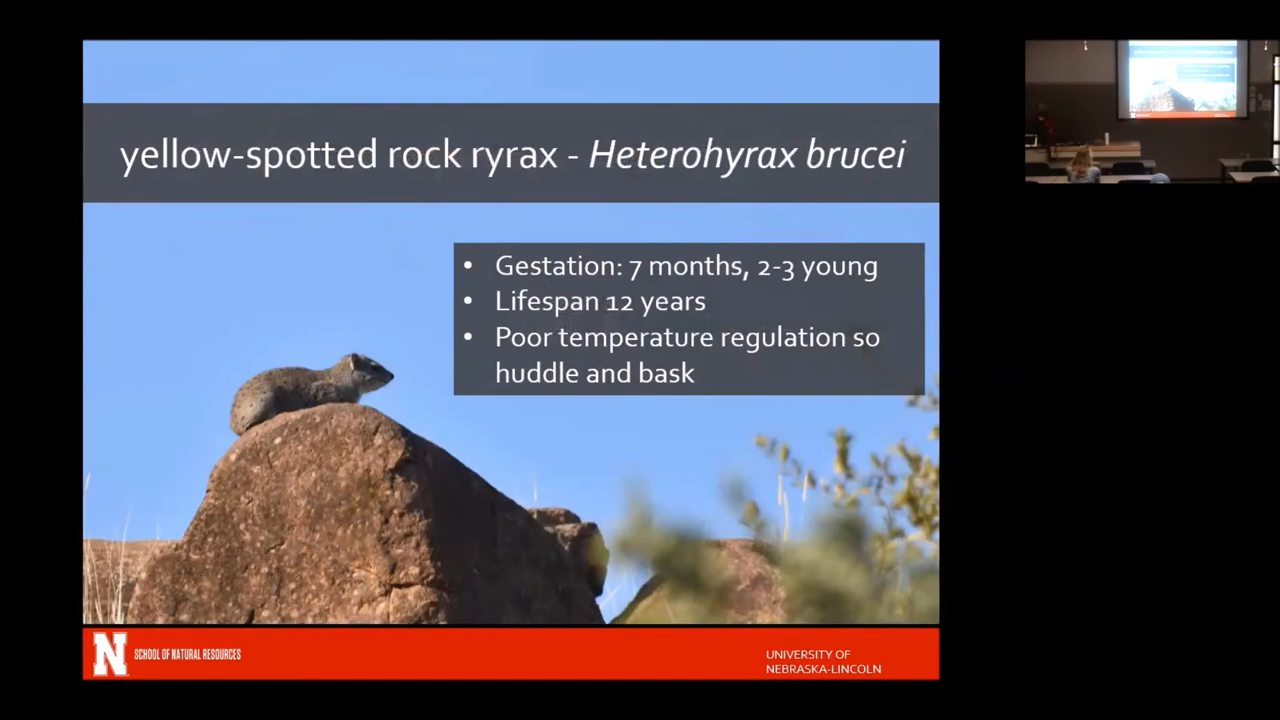 yellow-spotted rock ryrax - Heterohyrax brucei
• Gestation: 7 months, 2-3 young
• Lifespan 12 years
• Poor temperature regulation so
huddle and bask
N SCHOOL OF NATURAL RESOURCES
UNIVERSITY OF
NEBRASKA-LINCOLN